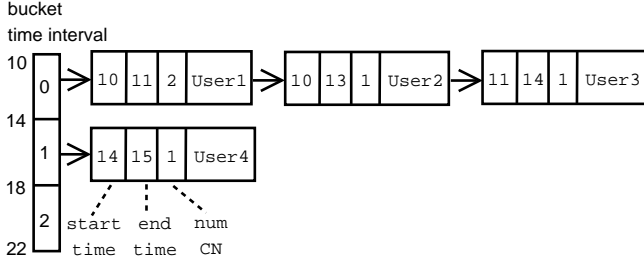 bucket
time interval
10
0 10 11 2 User1 10 13 1 User2 11 14 1 User3
14
1 14 15 1 User4
18
2 start end num
22 time time CN